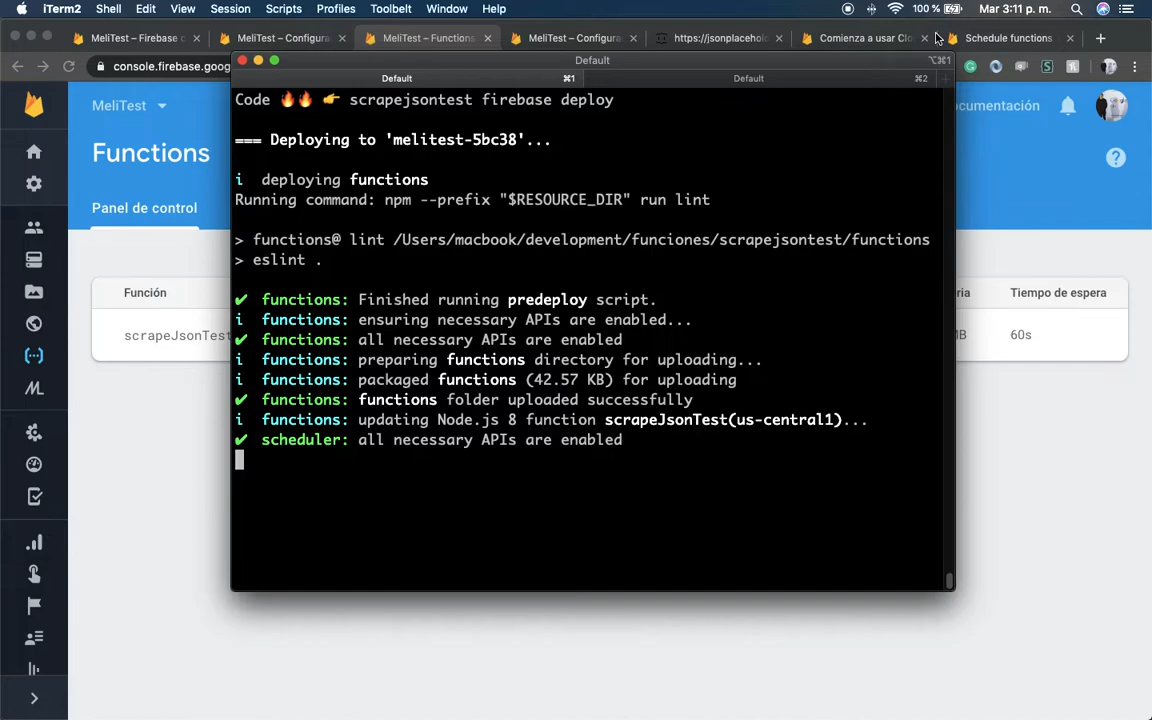 iTerm2 Shell Edit View Session Scripts Profiles Toolbelt Window Help 100 % Mar 3:11 p. m.
MeliTest – Firebase c
MeliTest – Configura
MeliTest – Functions
MeliTest – Configura
https://jsonplacehol
Comienza a usar Clo
Schedule functions
console.firebase.goog
Default
⌥⌘1
Default ⌘1
Default ⌘2
MeliTest
ocumentación
Functions
Panel de control
Función
ria
Tiempo de espera
scrapeJsonTest
MB
60s
Code 🔥🔥 👉 scrapejsontest firebase deploy
=== Deploying to 'melitest-5bc38'...
i deploying functions
Running command: npm --prefix "$RESOURCE_DIR" run lint
> functions@ lint /Users/macbook/development/funciones/scrapejsontest/functions
> eslint .
✔ functions: Finished running predeploy script.
i functions: ensuring necessary APIs are enabled...
✔ functions: all necessary APIs are enabled
i functions: preparing functions directory for uploading...
i functions: packaged functions (42.57 KB) for uploading
✔ functions: functions folder uploaded successfully
i functions: updating Node.js 8 function scrapeJsonTest(us-central1)...
✔ scheduler: all necessary APIs are enabled